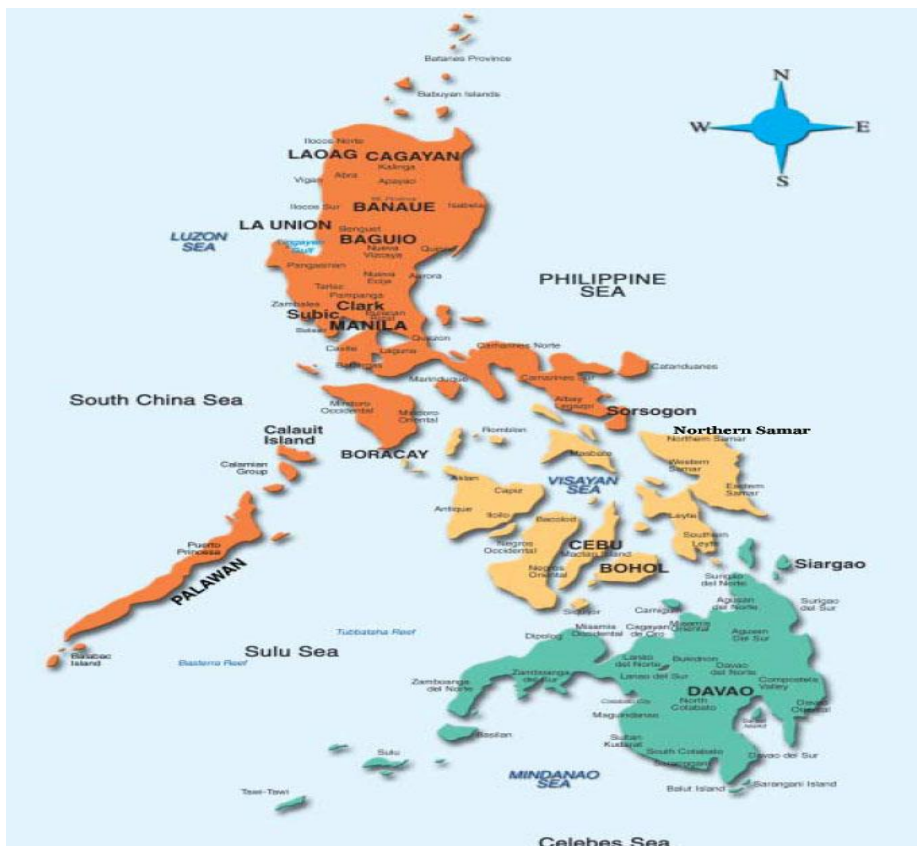 Batanes Province
N
Babuyan Islands
W
E
S
Ilocos Norte
LAOAG
CAGAYAN
Kalinga
Abra
Vigan
Apayao
Ilocos Sur
BANAUE
LA UNION
Benguet
LUZON
SEA
BAGUIO
Nueva
Vizcaya
Pangasinan
Nueva
Ecija
Aurora
PHILIPPINE
SEA
Tarlac
Pampanga
Zambales
Clark
Subic
MANILA
Quezon
Cavite
Laguna
Camarines Norte
Marinduque
Catanduanes
Camarines Sur
South China Sea
Mindoro
Occidental
Mindoro
Oriental
Albay
Sorsogon
Calauit
Island
Romblon
Northern Samar
Northern Samar
BORACAY
Masbate
Calamian
Group
Western
Samar
Aklan
VISAYAN
SEA
Capiz
Eastern
Samar
Antique
Iloilo
Bacolod
Leyte
Puerto
Princesa
Negros
Occidental
CEBU
Southern
Leyte
PALAWAN
Negros
Oriental
BOHOL
Siargao
Surigao
del Norte
Agusan
del Norte
Surigao
del Sur
Siquijor
Camiguin
Tubbataha Reef
Misamis
Occidental
Cagayan
de Oro
Misamis
Oriental
Agusan
Del Sur
Dipolog
Sulu Sea
Balabac
Island
Basterra Reef
Lanao
del Norte
Bukidnon
Davao
del Norte
Zamboanga
del Sur
Lanao del Sur
Compostela
Valley
Zamboanga
del Norte
DAVAO
North
Cotabato
Davao
Oriental
Maguindanao
Basilan
Sultan
Kudarat
Sulu
South Cotabato
Davao del Sur
MINDANAO
SEA
Sarangani Island
Balut Island
Tawi-Tawi
Celebes Sea